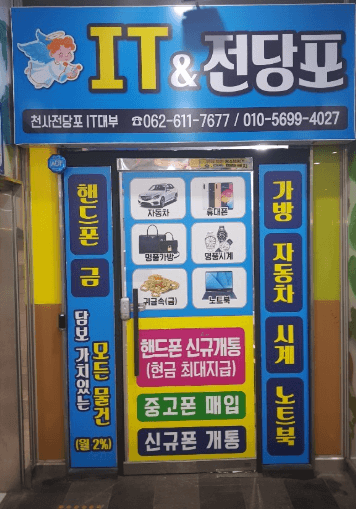 IT & 전당포
천사전당포 IT대부 ☎062-611-7677 / 010-5699-4027
핸드폰
금
담보 가치있는
모든 물건
(월 2%)
자동차
휴대폰
명품가방
명품시계
귀금속(금)
노트북
핸드폰 신규개통
(현금 최대지급)
중고폰 매입
신규폰 개통
가방
자동차
시계
노트북